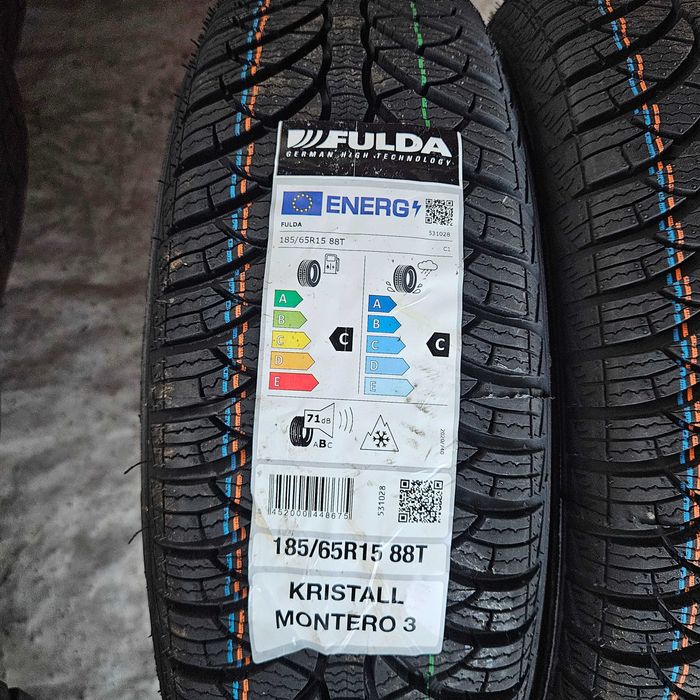 FULDA
GERMAN HIGH TECHNOLOGY
ENERG
531028
FULDA
185/65R15 88T
C1
A
B
C
D
E
C
A
B
C
D
E
C
71dB
ABC
2020/740
5452000448675
531028
185/65R15 88T
KRISTALL
MONTERO 3